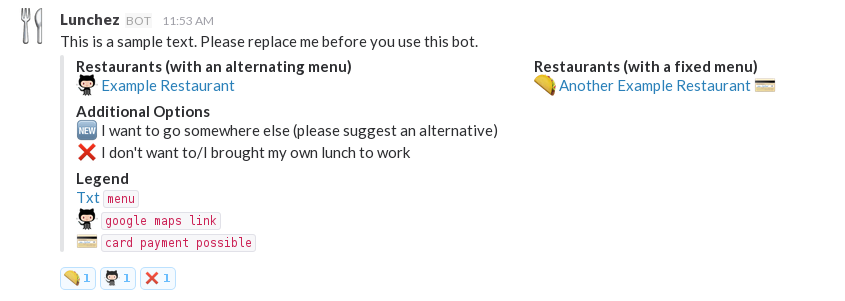 Lunchez BOT 11:53 AM
This is a sample text. Please replace me before you use this bot.
Restaurants (with an alternating menu)
Example Restaurant
Restaurants (with a fixed menu)
Another Example Restaurant
Additional Options
NEW I want to go somewhere else (please suggest an alternative)
I don't want to/I brought my own lunch to work
Legend
Txt menu
google maps link
card payment possible
1 1 1